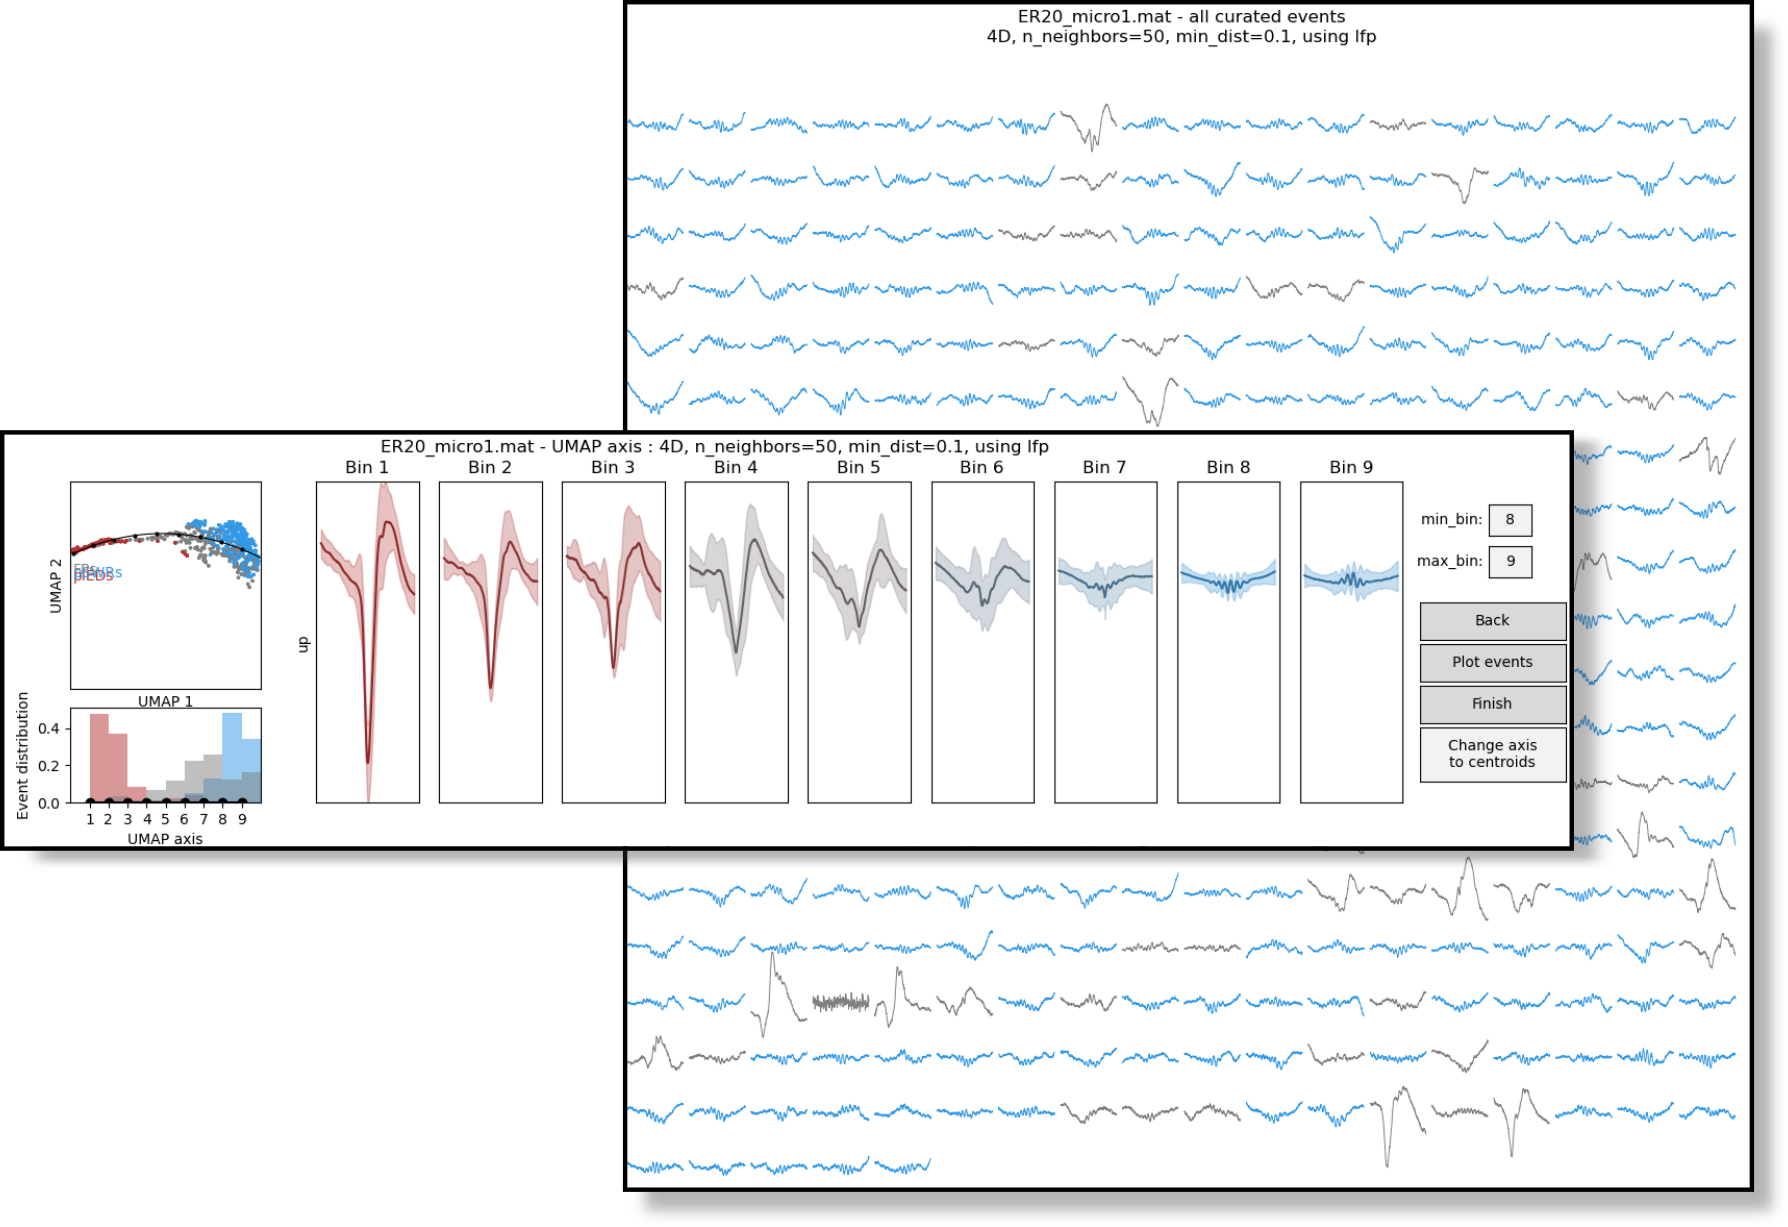 ER20_micro1.mat - all curated events
4D, n_neighbors=50, min_dist=0.1, using lfp
ER20_micro1.mat - UMAP axis : 4D, n_neighbors=50, min_dist=0.1, using lfp
Bin 1 Bin 2 Bin 3 Bin 4 Bin 5 Bin 6 Bin 7 Bin 8 Bin 9
UMAP 2
pIEDs
UMAP 1
up
min_bin: 8
max_bin: 9
Back
Plot events
Finish
Change axis
to centroids
Event distribution
0.4
0.2
0.0
1 2 3 4 5 6 7 8 9
UMAP axis